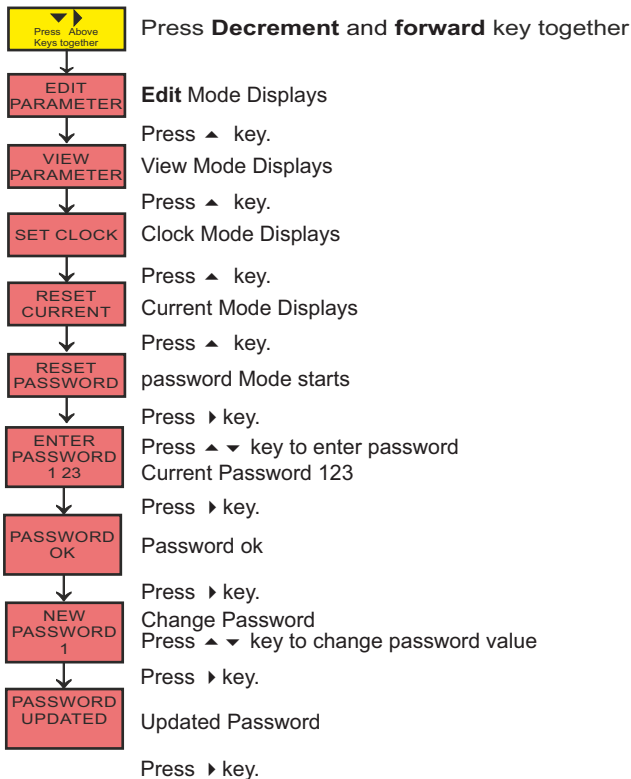 Press Above
Keys together
Press Decrement and forward key together
EDIT
PARAMETER
Edit Mode Displays
Press ▲ key.
VIEW
PARAMETER
View Mode Displays
Press ▲ key.
SET CLOCK
Clock Mode Displays
Press ▲ key.
RESET
CURRENT
Current Mode Displays
Press ▲ key.
RESET
PASSWORD
password Mode starts
Press ▶ key.
ENTER
PASSWORD
1 23
Press ▲ ▼ key to enter password
Current Password 123
Press ▶ key.
PASSWORD
OK
Password ok
Press ▶ key.
NEW
PASSWORD
1
Change Password
Press ▲ ▼ key to change password value
Press ▶ key.
PASSWORD
UPDATED
Updated Password
Press ▶ key.